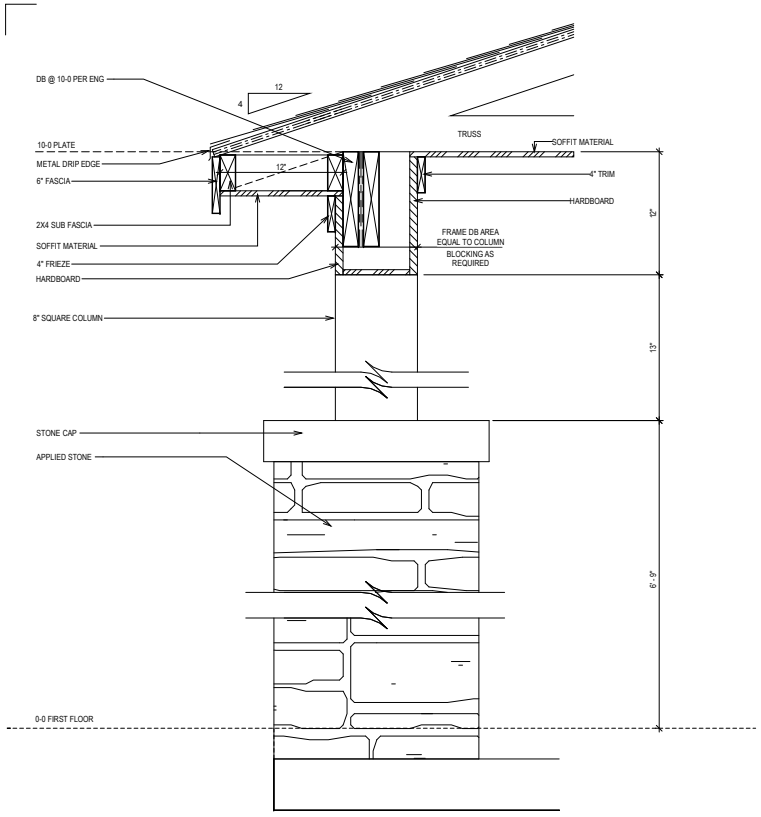 DB @ 10-0 PER ENG
12
4
10-0 PLATE
TRUSS
SOFFIT MATERIAL
METAL DRIP EDGE
12"
4" TRIM
6" FASCIA
HARDBOARD
12"
2X4 SUB FASCIA
FRAME DB AREA
EQUAL TO COLUMN
SOFFIT MATERIAL
BLOCKING AS
REQUIRED
4" FRIEZE
HARDBOARD
8" SQUARE COLUMN
13"
STONE CAP
APPLIED STONE
6' - 9"
0-0 FIRST FLOOR